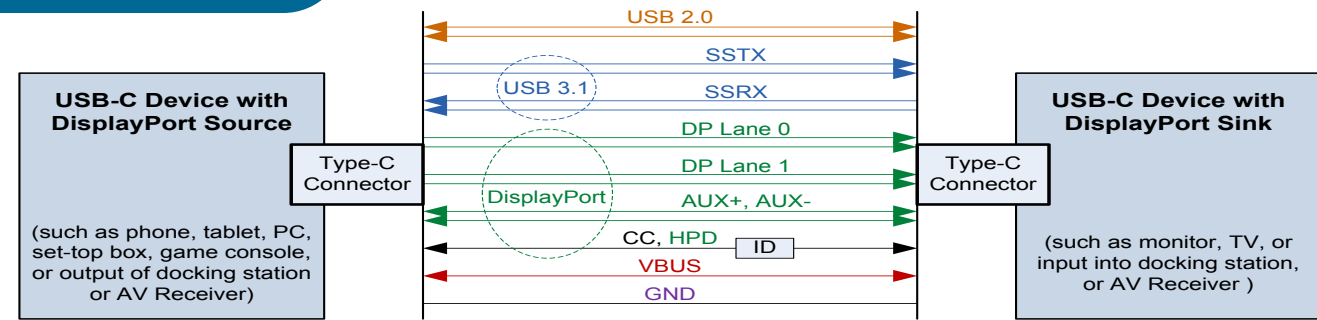 USB 2.0
SSTX
USB 3.1
SSRX
DP Lane 0
DP Lane 1
DisplayPort
AUX+, AUX-
CC, HPD
ID
VBUS
GND
USB-C Device with
DisplayPort Source
Type-C
Connector
(such as phone, tablet, PC,
set-top box, game console,
or output of docking station
or AV Receiver)
USB-C Device with
DisplayPort Sink
Type-C
Connector
(such as monitor, TV, or
input into docking station,
or AV Receiver )